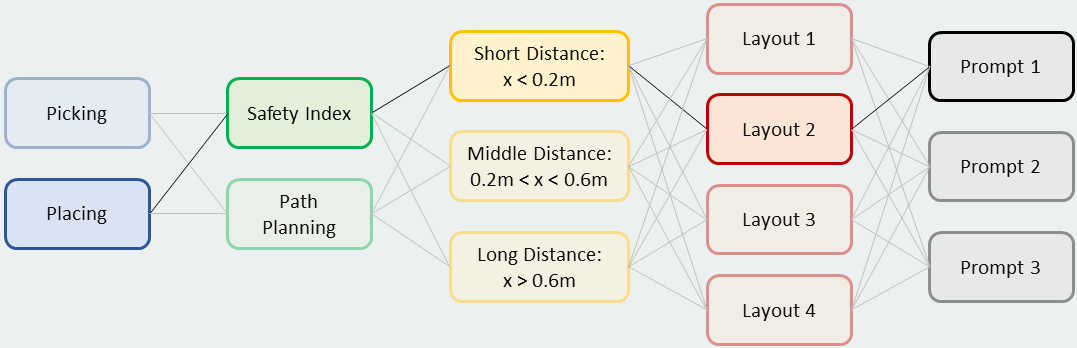 Picking
Placing
Safety Index
Path
Planning
Short Distance:
x < 0.2m
Middle Distance:
0.2m < x < 0.6m
Long Distance:
x > 0.6m
Layout 1
Layout 2
Layout 3
Layout 4
Prompt 1
Prompt 2
Prompt 3